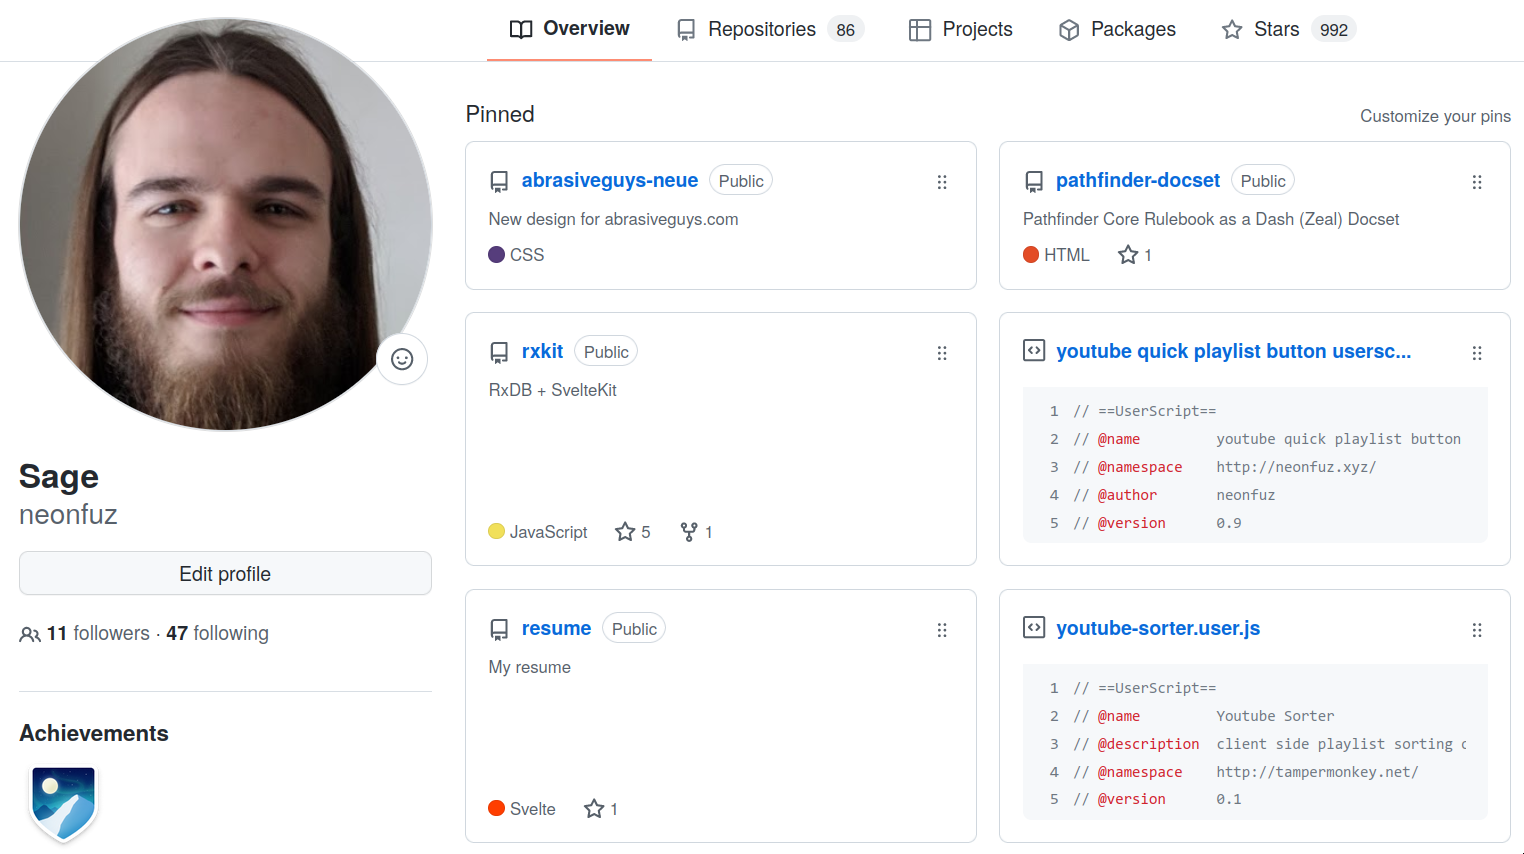 Overview
Repositories 86
Projects
Packages
Stars 992
Sage
neonfuz
Edit profile
11 followers · 47 following
Achievements
Pinned
Customize your pins
abrasiveguys-neue Public
New design for abrasiveguys.com
CSS
pathfinder-docset Public
Pathfinder Core Rulebook as a Dash (Zeal) Docset
HTML 1
rxkit Public
RxDB + SvelteKit
JavaScript 5 1
youtube quick playlist button usersc...
1 // ==UserScript==
2 // @name youtube quick playlist button
3 // @namespace http://neonfuz.xyz/
4 // @author neonfuz
5 // @version 0.9
resume Public
My resume
Svelte 1
youtube-sorter.user.js
1 // ==UserScript==
2 // @name Youtube Sorter
3 // @description client side playlist sorting
4 // @namespace http://tampermonkey.net/
5 // @version 0.1